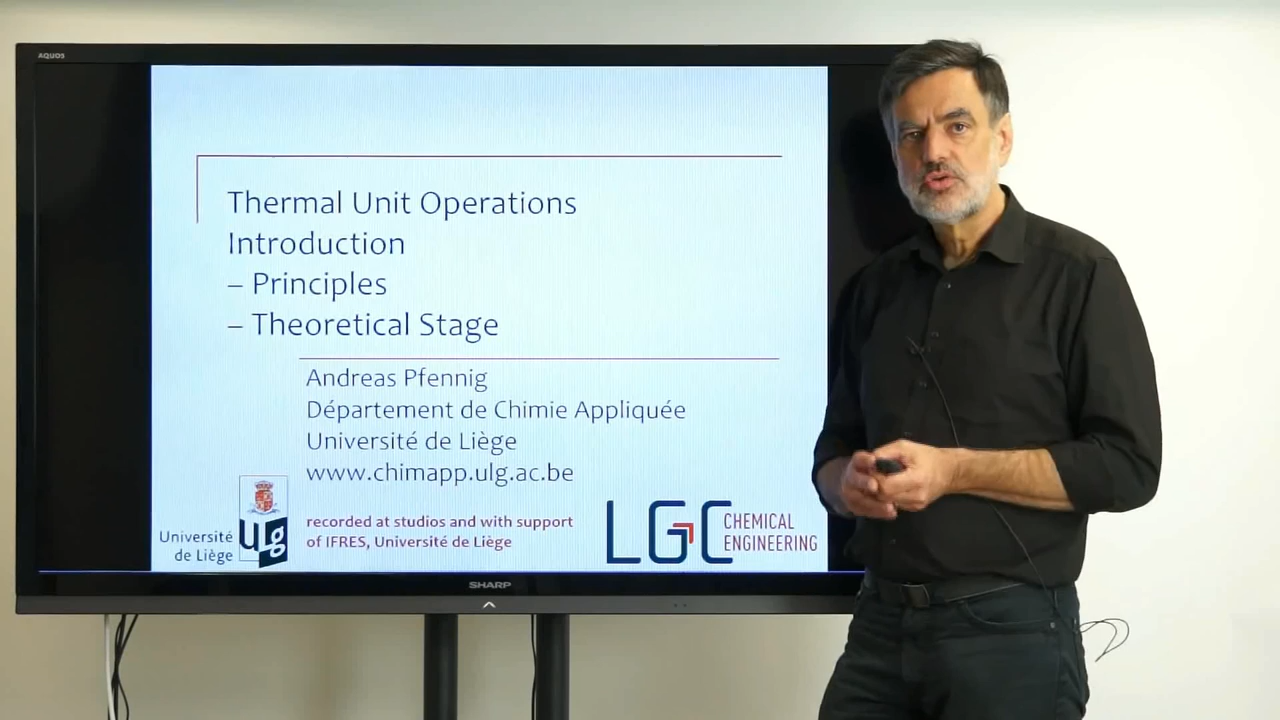 AQUOS
Thermal Unit Operations
Introduction
– Principles
– Theoretical Stage
Andreas Pfennig
Département de Chimie Appliquée
Université de Liège
www.chimapp.ulg.ac.be
recorded at studios and with support
of IFRES, Université de Liège
Université
de Liège
ulg
LGC CHEMICAL
ENGINEERING
SHARP